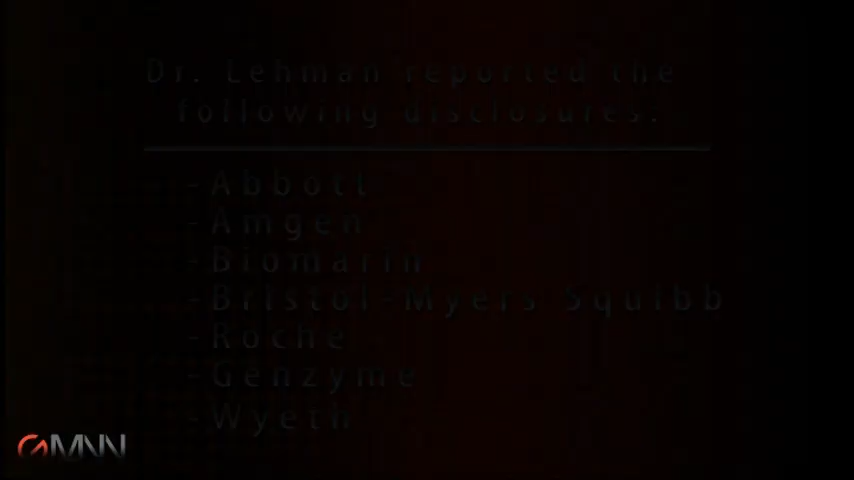 Dr. Lehman reported the
following disclosures:
-Abbott
-Amgen
-Biomarin
-Bristol-Myers Squibb
-Roche
-Genzyme
-Wyeth
MNN